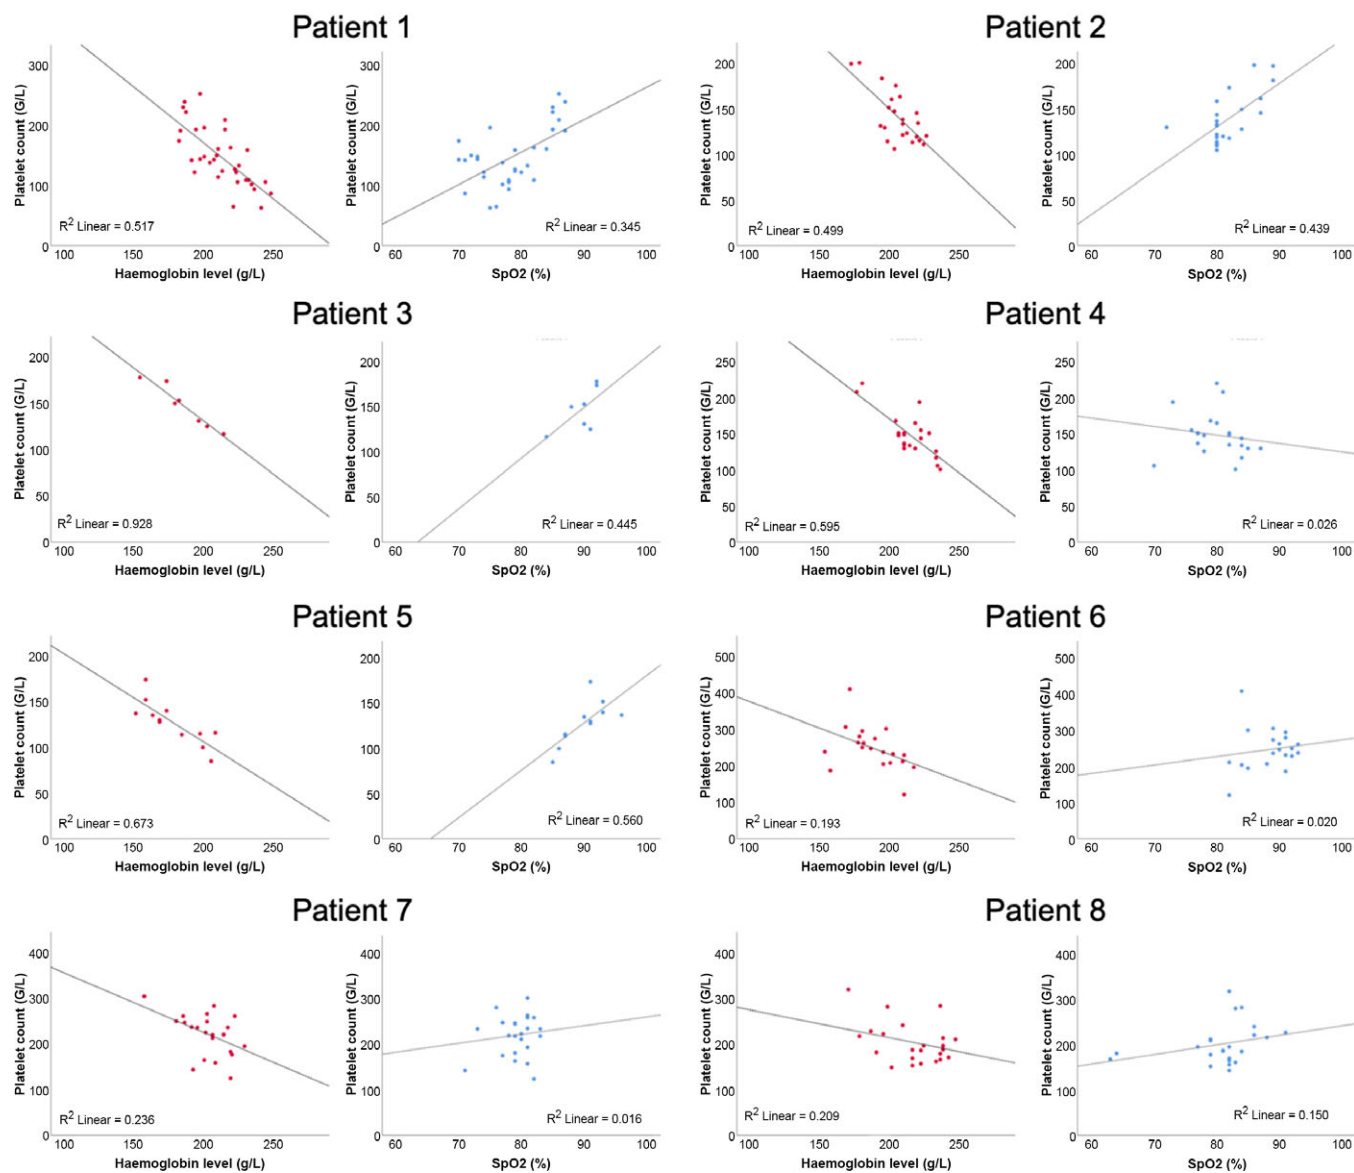 Patient 1
Platelet count (G/L)
300
200
100
0
R² Linear = 0.517
100 150 200 250
Haemoglobin level (g/L)
Platelet count (G/L)
300
200
100
0
R² Linear = 0.345
60 70 80 90 100
SpO2 (%)
Patient 2
Platelet count (G/L)
200
150
100
50
0
R² Linear = 0.499
100 150 200 250
Haemoglobin level (g/L)
Platelet count (G/L)
200
150
100
50
0
R² Linear = 0.439
60 70 80 90 100
SpO2 (%)
Patient 3
Platelet count (G/L)
200
150
100
50
0
R² Linear = 0.928
100 150 200 250
Haemoglobin level (g/L)
Platelet count (G/L)
200
150
100
50
0
R² Linear = 0.445
60 70 80 90 100
SpO2 (%)
Patient 4
Platelet count (G/L)
250
200
150
100
50
0
R² Linear = 0.595
100 150 200 250
Haemoglobin level (g/L)
Platelet count (G/L)
250
200
150
100
50
0
R² Linear = 0.026
60 70 80 90 100
SpO2 (%)
Patient 5
Platelet count (G/L)
200
150
100
50
0
R² Linear = 0.673
100 150 200 250
Haemoglobin level (g/L)
Platelet count (G/L)
200
150
100
50
0
R² Linear = 0.560
60 70 80 90 100
SpO2 (%)
Patient 6
Platelet count (G/L)
500
400
300
200
100
0
R² Linear = 0.193
100 150 200 250
Haemoglobin level (g/L)
Platelet count (G/L)
500
400
300
200
100
0
R² Linear = 0.020
60 70 80 90 100
SpO2 (%)
Patient 7
Platelet count (G/L)
400
300
200
100
0
R² Linear = 0.236
100 150 200 250
Haemoglobin level (g/L)
Platelet count (G/L)
400
300
200
100
0
R² Linear = 0.016
60 70 80 90 100
SpO2 (%)
Patient 8
Platelet count (G/L)
400
300
200
100
0
R² Linear = 0.209
100 150 200 250
Haemoglobin level (g/L)
Platelet count (G/L)
400
300
200
100
0
R² Linear = 0.150
60 70 80 90 100
SpO2 (%)